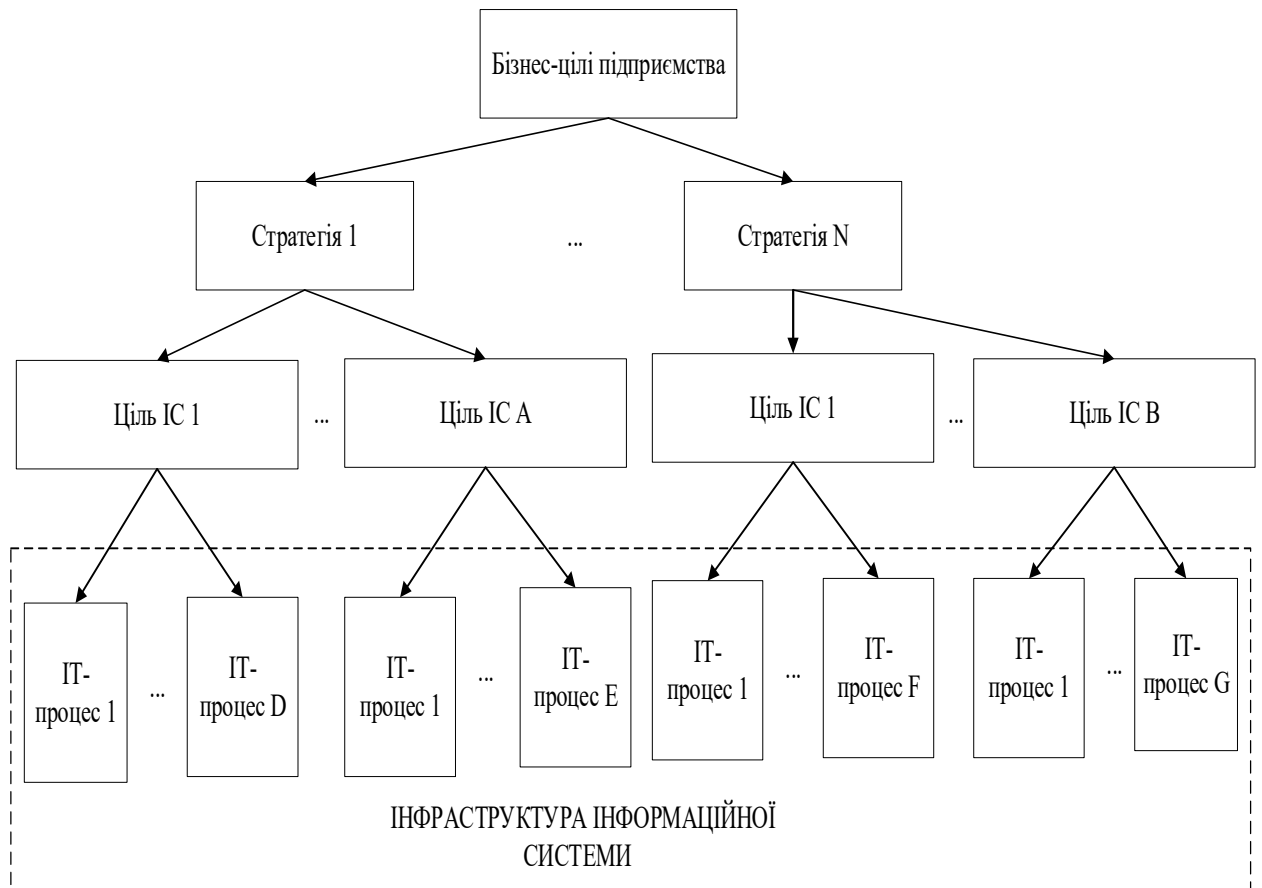 Бізнес-цілі підприємства
Стратегія 1
...
Стратегія N
Ціль ІС 1
...
Ціль ІС А
Ціль ІС 1
...
Ціль ІС В
ІТ-
процес 1
...
ІТ-
процес D
ІТ-
процес 1
...
ІТ-
процес E
ІТ-
процес 1
...
ІТ-
процес F
ІТ-
процес 1
...
ІТ-
процес G
ІНФРАСТРУКТУРА ІНФОРМАЦІЙНОЇ
СИСТЕМИ